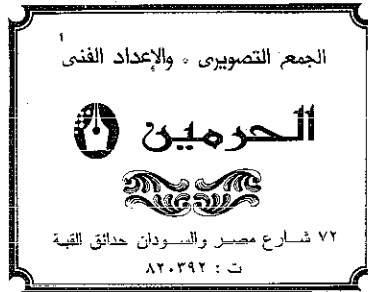 الجمع التصويرى ، والإعداد الفنى
الحرمين
٧٢ شارع مصر والسودان حدائق القبة
ت : ٨٢٠٣٩٢